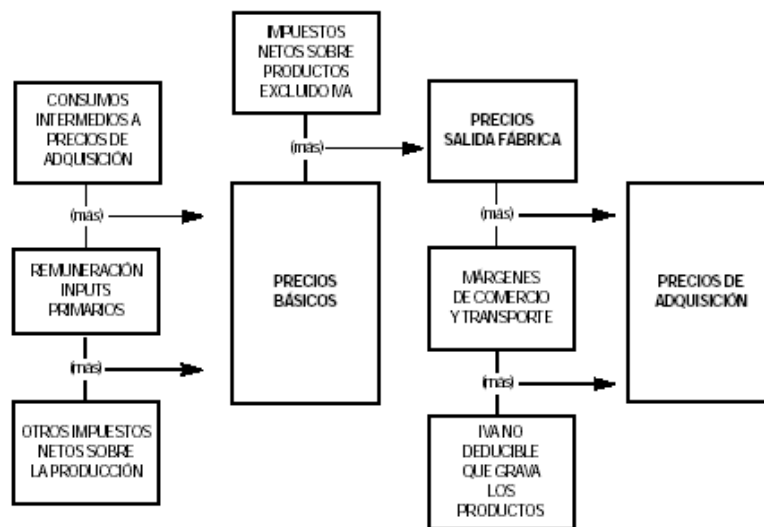 CONSUMOS
INTERMEDIOS A
PRECIOS DE
ADQUISICIÓN
(más)
REMUNERACIÓN
INPUTS
PRIMARIOS
(más)
OTROS IMPUESTOS
NETOS SOBRE
LA PRODUCCIÓN
IMPUESTOS
NETOS SOBRE
PRODUCTOS
EXCLUIDO IVA
(más)
PRECIOS
BÁSICOS
PRECIOS
SALIDA FÁBRICA
(más)
MÁRGENES
DE COMERCIO
Y TRANSPORTE
(más)
IVA NO
DEDUCIBLE
QUE GRAVA
LOS
PRODUCTOS
PRECIOS DE
ADQUISICIÓN